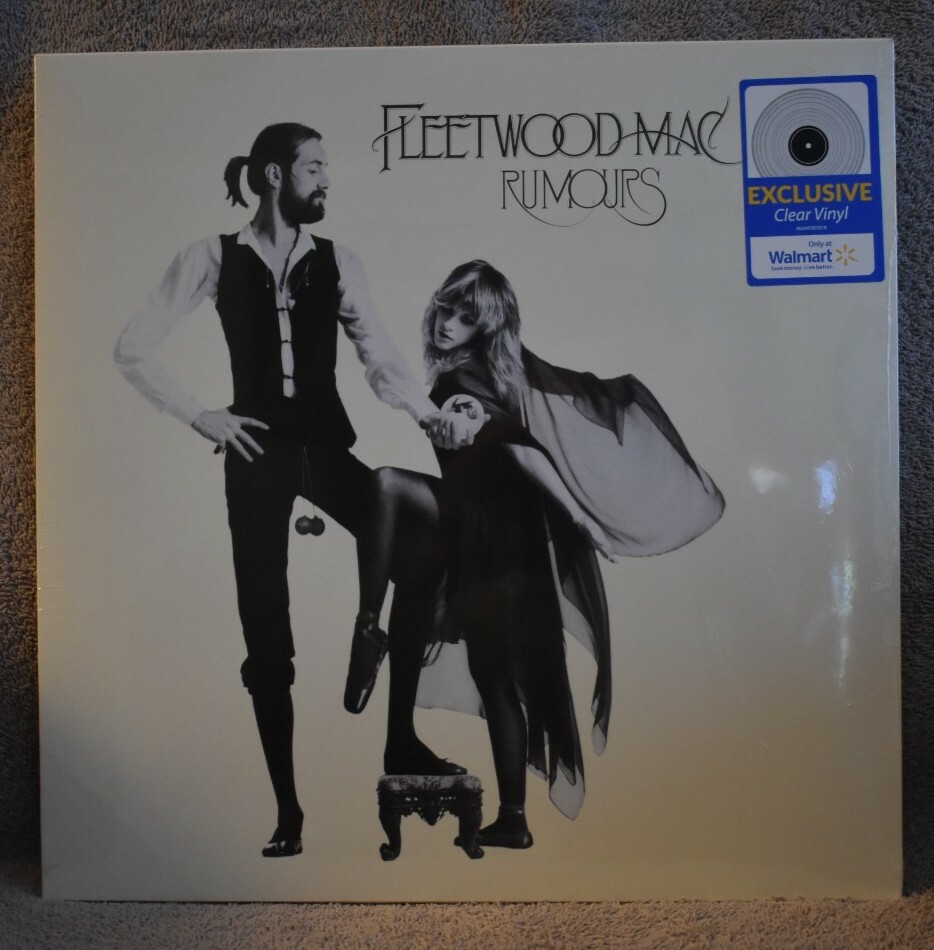 FLEETWOOD MAC
RUMOURS
EXCLUSIVE
Clear Vinyl
Only at
Walmart
Save money. Live better.